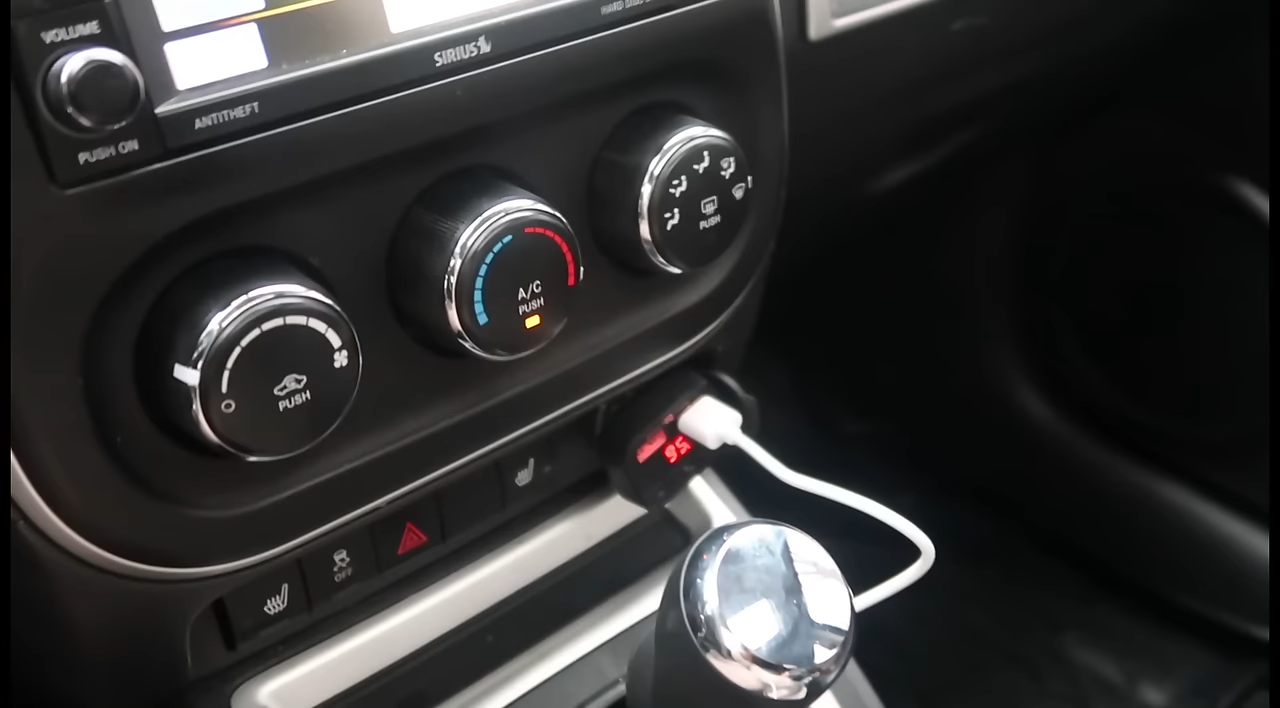 VOLUME
PUSH ON
ANTITHEFT
SIRIUS
PUSH
A/C
PUSH
PUSH
OFF
95